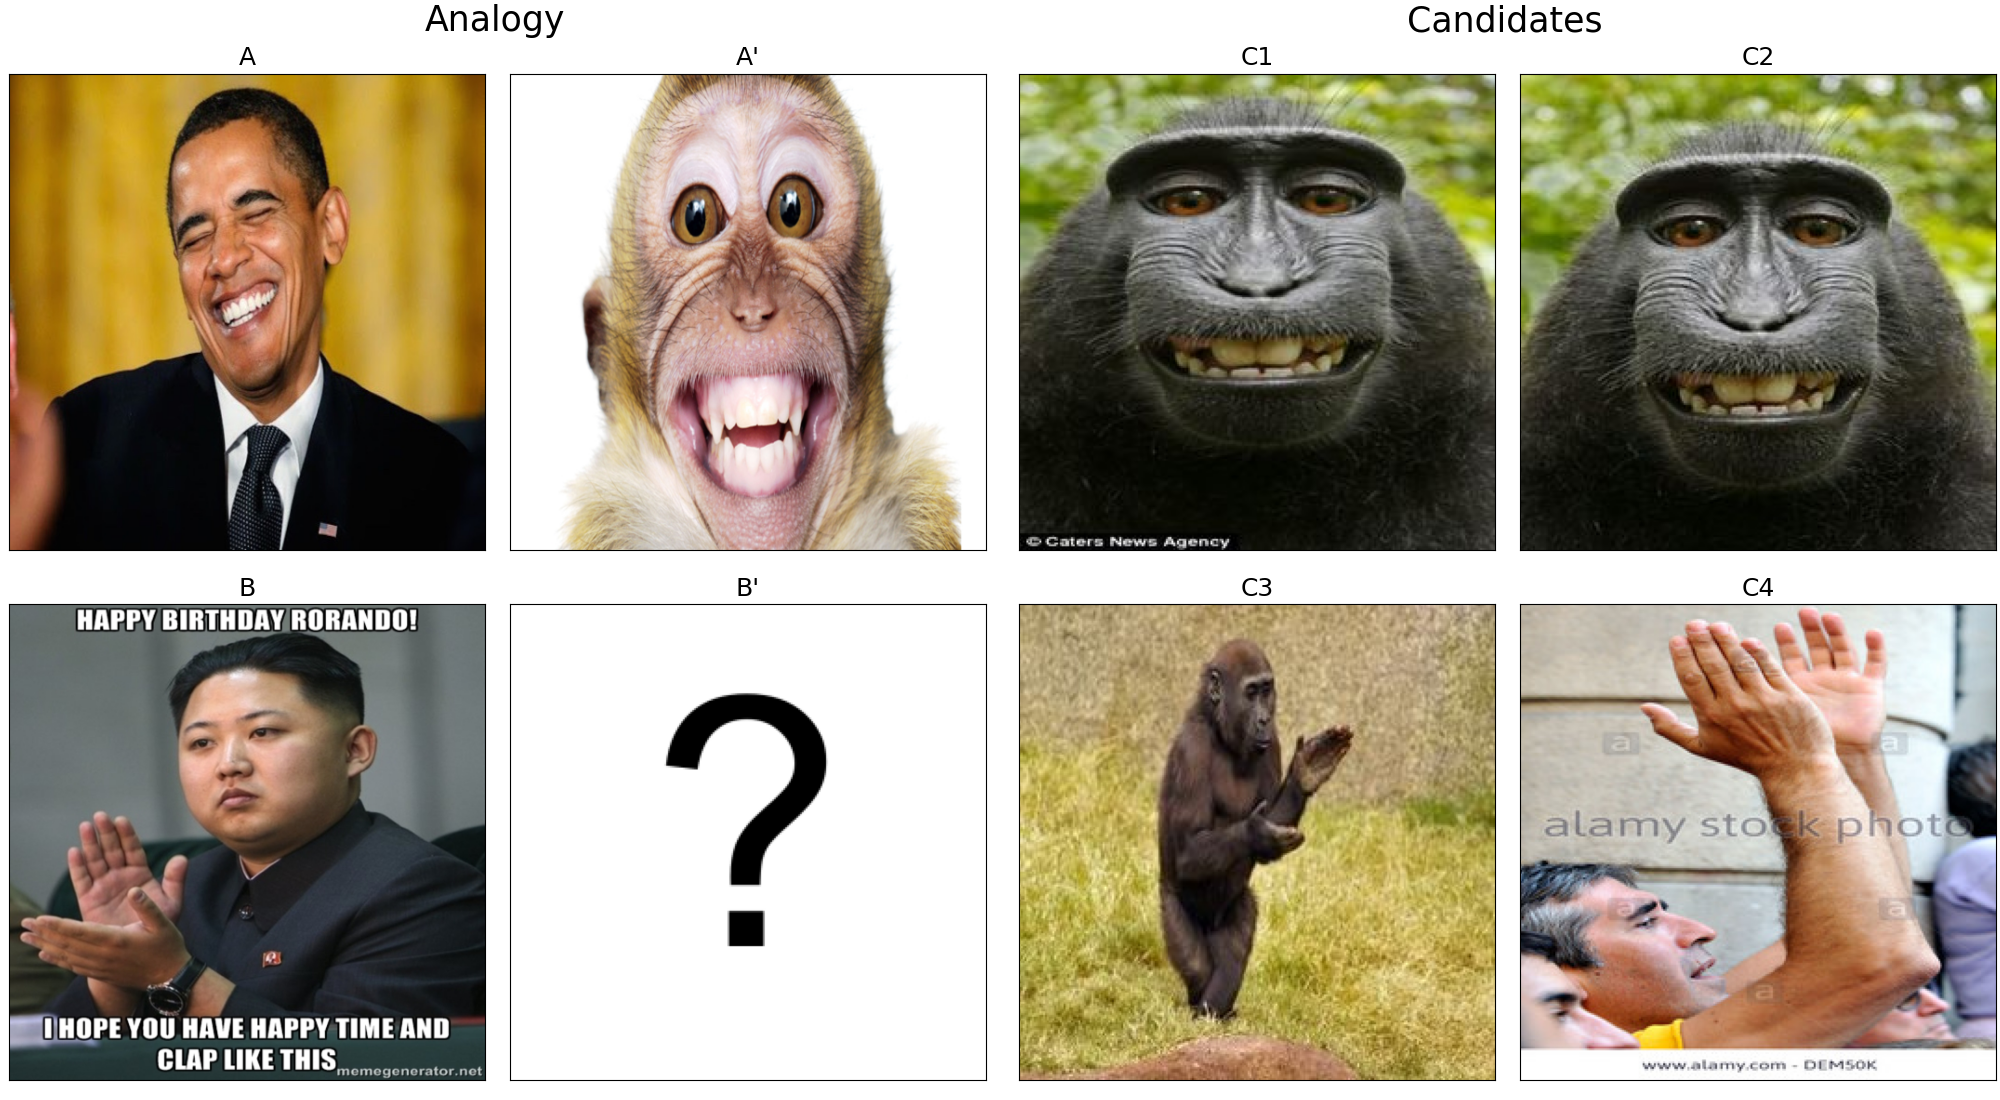 Analogy
Candidates
A
A'
C1
C2
© Caters News Agency
B
B'
C3
C4
HAPPY BIRTHDAY RORANDO!
I HOPE YOU HAVE HAPPY TIME AND
CLAP LIKE THIS
memegenerator.net
?
a
a
alamy stock photo
a
a
a
www.alamy.com - DEM50K